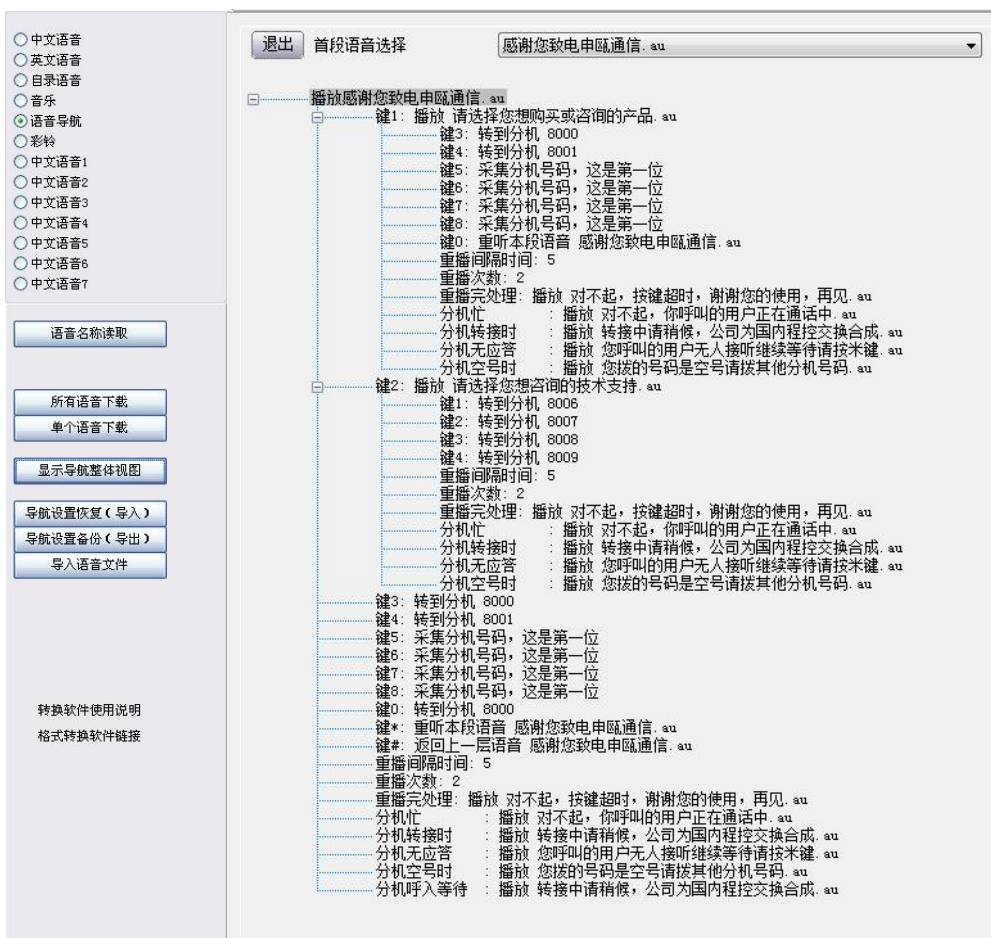 中文语音
英文语音
目录语音
音乐
语音导航
彩铃
中文语音1
中文语音2
中文语音3
中文语音4
中文语音5
中文语音6
中文语音7
语音名称读取
所有语音下载
单个语音下载
显示导航整体视图
导航设置恢复(导入)
导航设置备份(导出)
导入语音文件
转换软件使用说明
格式转换软件链接
退出 首段语音选择 感谢您致电申瓯通信.au
播放感谢您致电申瓯通信.au
键1: 播放 请选择您想购买或咨询的产品.au
键3: 转到分机 8000
键4: 转到分机 8001
键5: 采集分机号码,这是第一位
键6: 采集分机号码,这是第一位
键7: 采集分机号码,这是第一位
键8: 采集分机号码,这是第一位
键0: 重听本段语音 感谢您致电申瓯通信.au
重播间隔时间: 5
重播次数: 2
重播完处理: 播放 对不起,按键超时,谢谢您的使用,再见.au
分机忙 : 播放 对不起,你呼叫的用户正在通话中.au
分机转接时 : 播放 转接中请稍候,公司为国内程控交换合成.au
分机无应答 : 播放 您呼叫的用户无人接听继续等待请按米键.au
分机空号时 : 播放 您拨的号码是空号请拨其他分机号码.au
键2: 播放 请选择您想咨询的技术支持.au
键1: 转到分机 8006
键2: 转到分机 8007
键3: 转到分机 8008
键4: 转到分机 8009
重播间隔时间: 5
重播次数: 2
重播完处理: 播放 对不起,按键超时,谢谢您的使用,再见.au
分机忙 : 播放 对不起,你呼叫的用户正在通话中.au
分机转接时 : 播放 转接中请稍候,公司为国内程控交换合成.au
分机无应答 : 播放 您呼叫的用户无人接听继续等待请按米键.au
分机空号时 : 播放 您拨的号码是空号请拨其他分机号码.au
键3: 转到分机 8000
键4: 转到分机 8001
键5: 采集分机号码,这是第一位
键6: 采集分机号码,这是第一位
键7: 采集分机号码,这是第一位
键8: 采集分机号码,这是第一位
键0: 转到分机 8000
键*: 重听本段语音 感谢您致电申瓯通信.au
键#: 返回上一层语音 感谢您致电申瓯通信.au
重播间隔时间: 5
重播次数: 2
重播完处理: 播放 对不起,按键超时,谢谢您的使用,再见.au
分机忙 : 播放 对不起,你呼叫的用户正在通话中.au
分机转接时 : 播放 转接中请稍候,公司为国内程控交换合成.au
分机无应答 : 播放 您呼叫的用户无人接听继续等待请按米键.au
分机空号时 : 播放 您拨的号码是空号请拨其他分机号码.au
分机呼入等待 : 播放 转接中请稍候,公司为国内程控交换合成.au